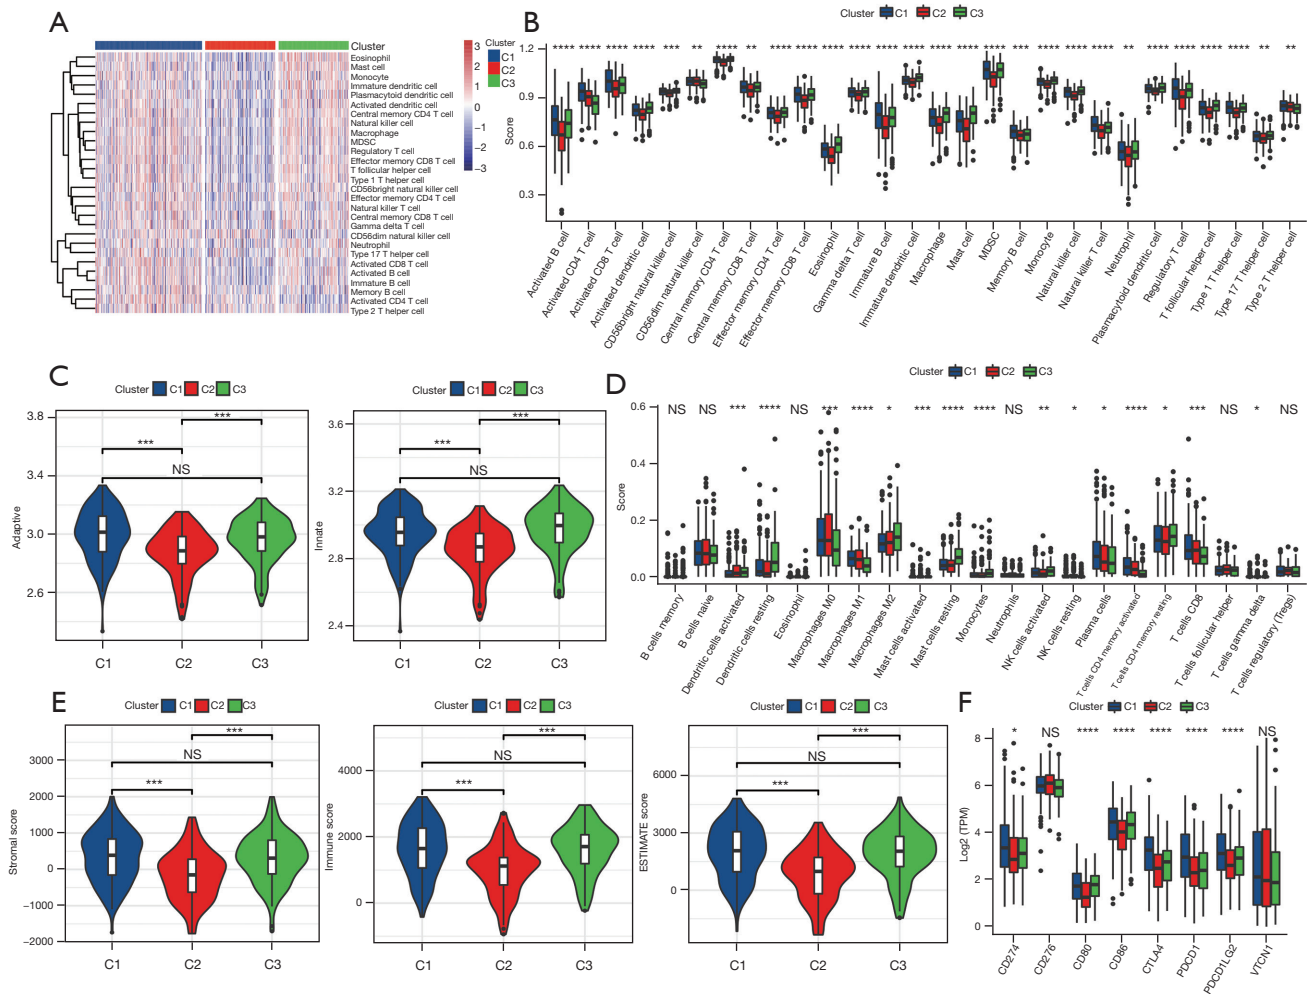 A
Cluster
Eosinophil
Mast cell
Monocyte
Immature dendritic cell
Plasmacytoid dendritic cell
Activated dendritic cell
Central memory CD4 T cell
Natural killer cell
Macrophage
MDSC
Regulatory T cell
Effector memory CD8 T cell
T follicular helper cell
Type 1 T helper cell
CD56bright natural killer cell
Effector memory CD4 T cell
Natural killer T cell
Central memory CD8 T cell
Gamma delta T cell
CD56dim natural killer cell
Neutrophil
Type 17 T helper cell
Activated CD8 T cell
Activated B cell
Immature B cell
Memory B cell
Activated CD4 T cell
Type 2 T helper cell
3
2
1
0
−1
−2
−3
Cluster
C1
C2
C3
B
Cluster C1 C2 C3
Score
1.2
0.9
0.6
0.3
**** **** **** **** *** ** **** ** **** **** **** **** **** **** **** **** *** *** **** **** ** **** **** **** **** ** **
Activated B cell
Activated CD4 T cell
Activated CD8 T cell
Activated dendritic cell
CD56bright natural killer cell
CD56dim natural killer cell
Central memory CD4 T cell
Central memory CD8 T cell
Effector memory CD4 T cell
Effector memory CD8 T cell
Eosinophil
Gamma delta T cell
Immature B cell
Immature dendritic cell
Macrophage
Mast cell
MDSC
Memory B cell
Monocyte
Natural killer cell
Natural killer T cell
Neutrophil
Plasmacytoid dendritic cell
Regulatory T cell
T follicular helper cell
Type 1 T helper cell
Type 17 T helper cell
Type 2 T helper cell
C
Cluster C1 C2 C3
Adaptive
3.8
3.4
3.0
2.6
***
***
NS
C1 C2 C3
Cluster C1 C2 C3
Innate
3.6
3.2
2.8
2.4
***
***
NS
C1 C2 C3
D
Cluster C1 C2 C3
Score
0.6
0.4
0.2
0.0
NS NS *** **** NS *** **** * *** **** **** NS ** * * **** * *** NS * NS
B cells memory
B cells naive
Dendritic cells activated
Dendritic cells resting
Eosinophil
Macrophages M0
Macrophages M1
Macrophages M2
Mast cells activated
Mast cells resting
Monocytes
Neutrophils
NK cells activated
NK cells resting
Plasma cells
T cells CD4 memory activated
T cells CD4 memory resting
T cells CD8
T cells follicular helper
T cells gamma delta
T cells regulatory (Tregs)
E
Cluster C1 C2 C3
Stromal score
3000
2000
1000
0
−1000
−2000
***
NS
***
C1 C2 C3
Cluster C1 C2 C3
Immune score
4000
2000
0
***
NS
***
C1 C2 C3
Cluster C1 C2 C3
ESTIMATE score
6000
3000
0
***
NS
***
C1 C2 C3
F
Cluster C1 C2 C3
Log2 (TPM)
8
6
4
2
0
* NS **** **** **** **** **** NS
CD274
CD276
CD80
CD86
CTLA4
PDCD1
PDCD1LG2
VTCN1